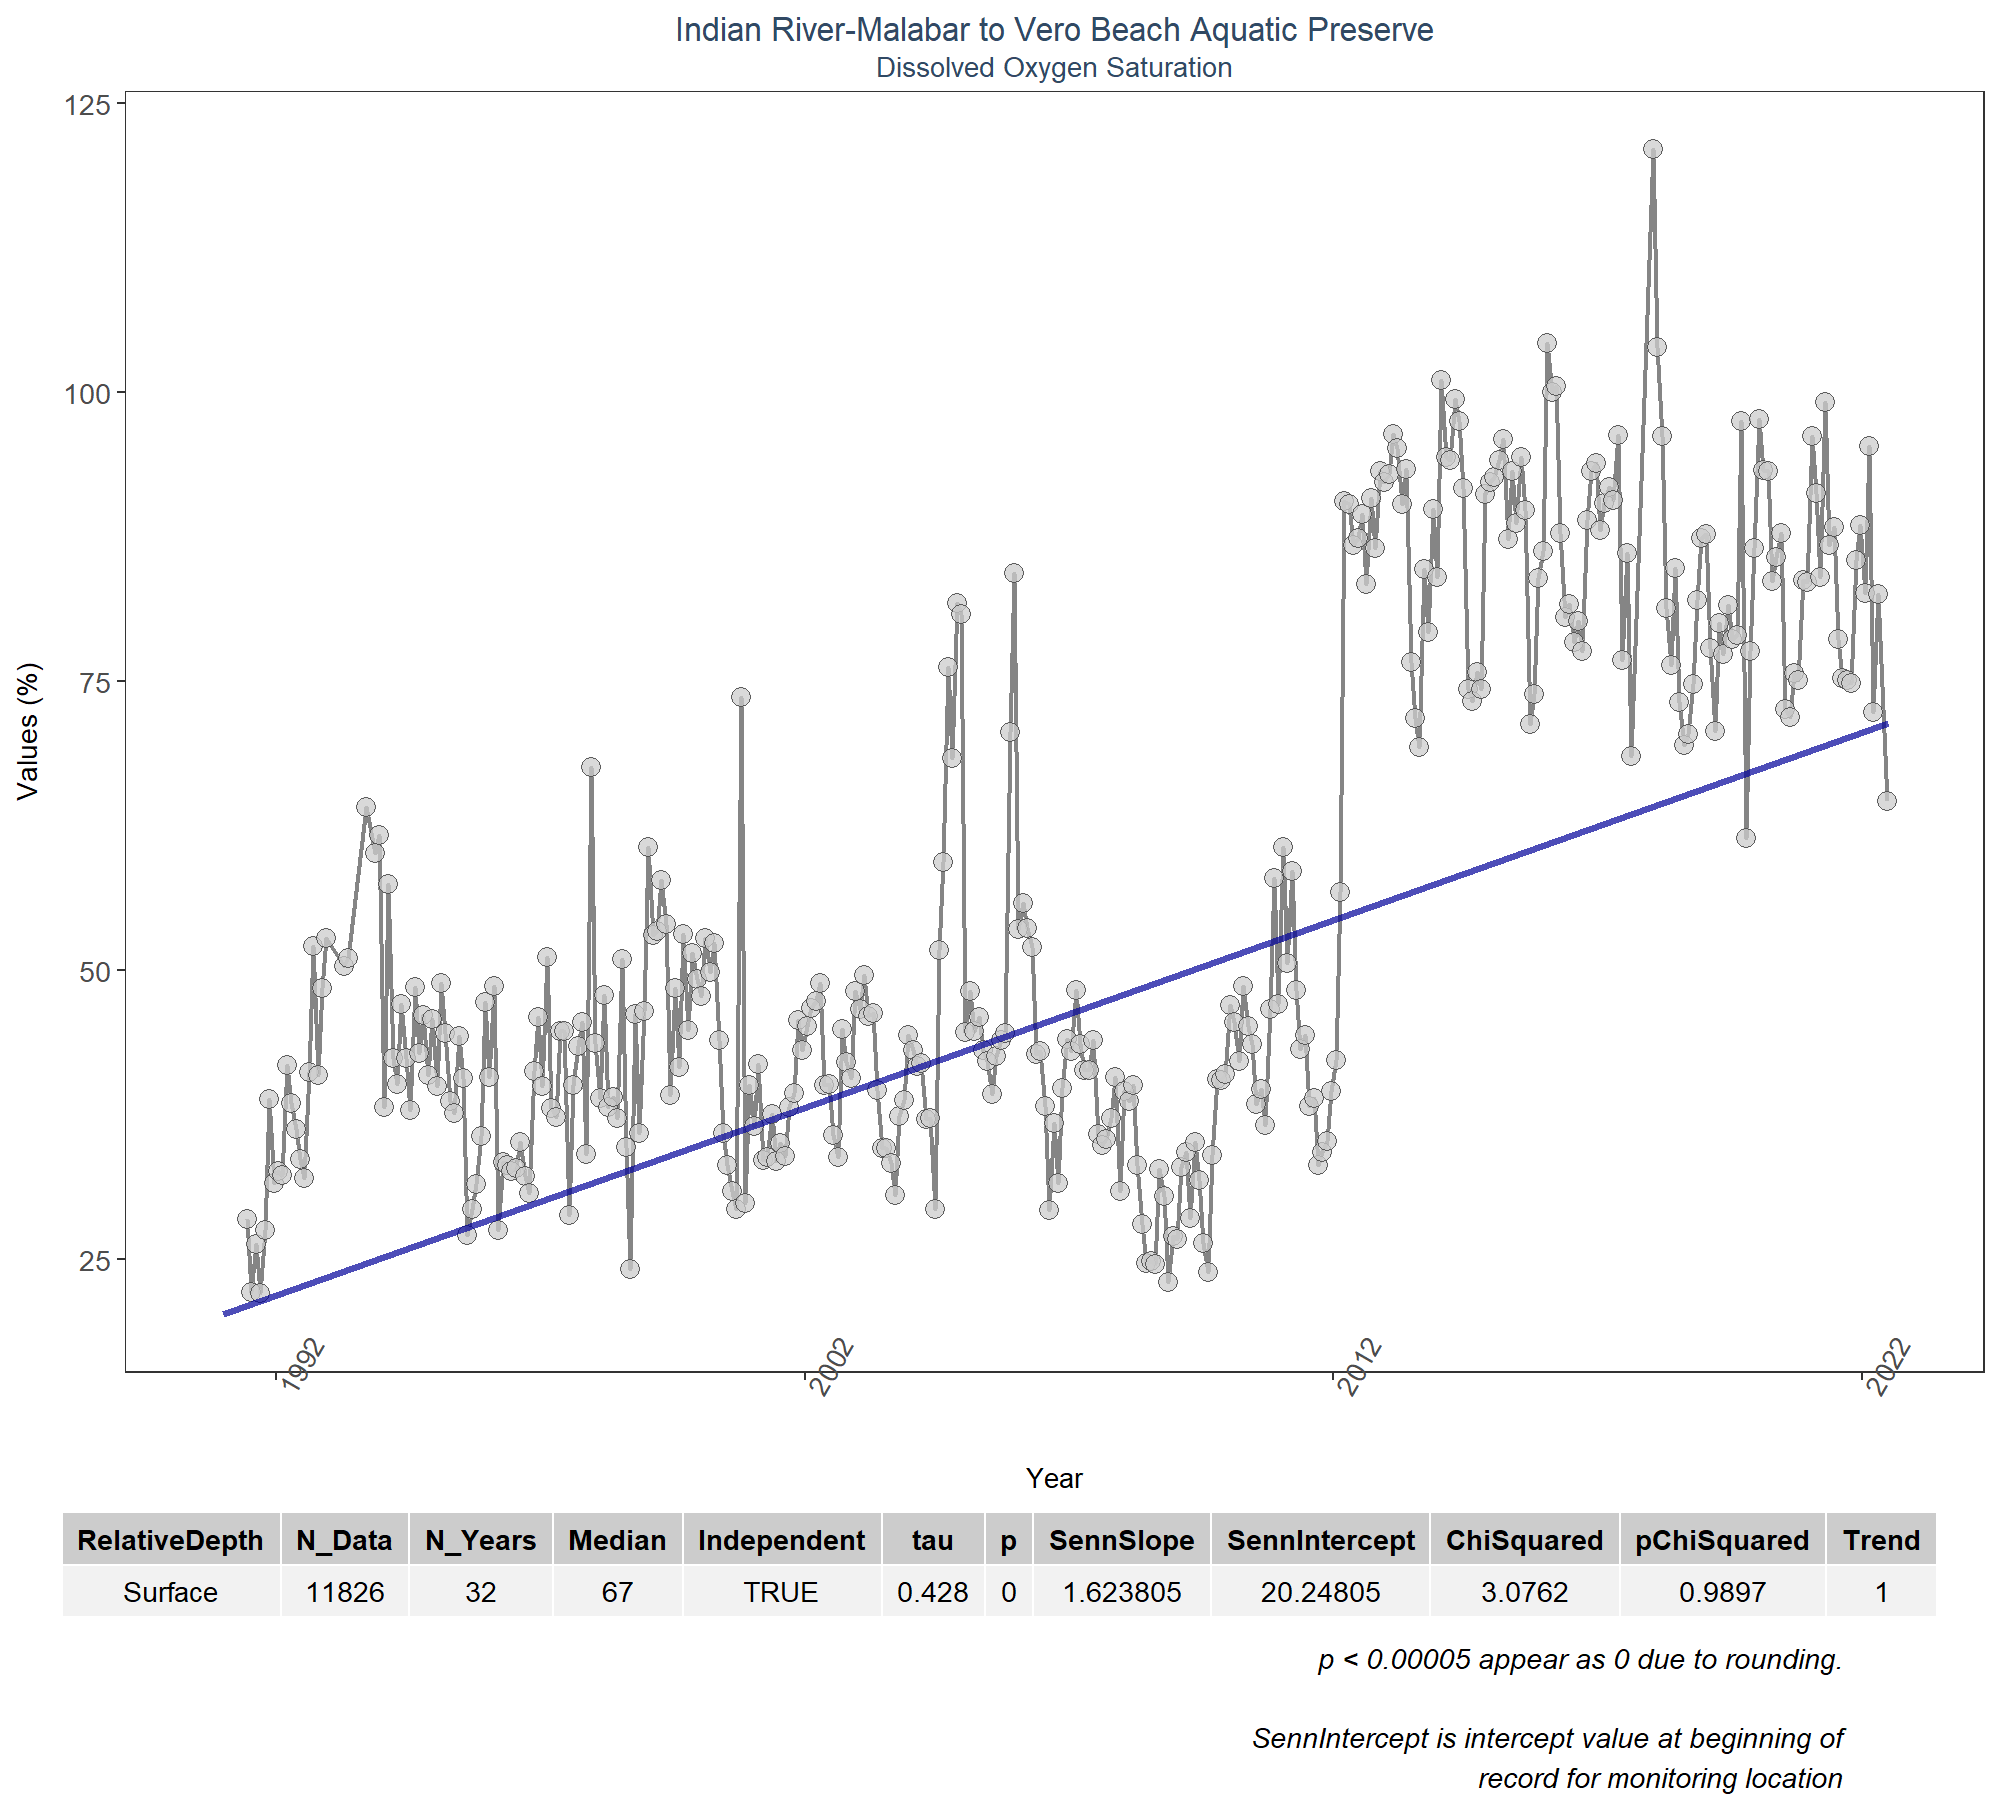 Indian River-Malabar to Vero Beach Aquatic Preserve
Dissolved Oxygen Saturation
125
100
75
50
25
Values (%)
1992
2002
2012
2022
Year
RelativeDepth N_Data N_Years Median Independent tau p SennSlope SennIntercept ChiSquared pChiSquared Trend
Surface 11826 32 67 TRUE 0.428 0 1.623805 20.24805 3.0762 0.9897 1
p < 0.00005 appear as 0 due to rounding.
SennIntercept is intercept value at beginning of
record for monitoring location